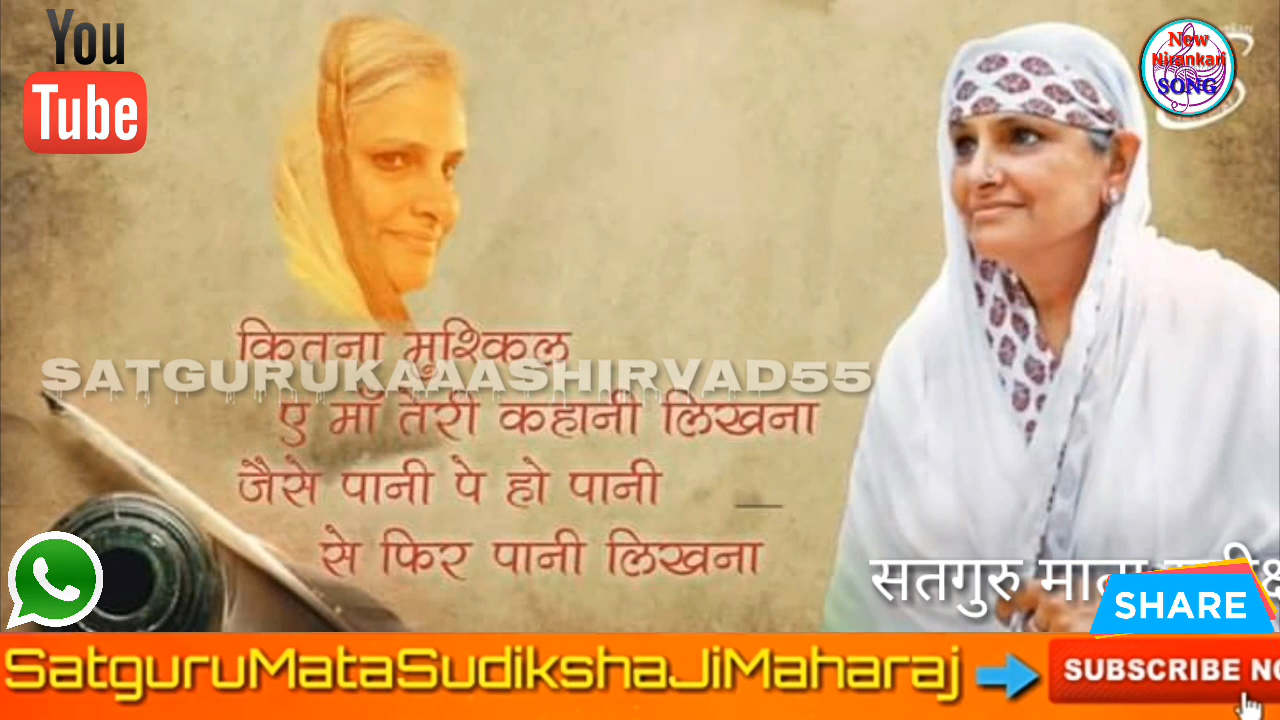 You
Tube
New
Nirankari
SONG
कितना मुश्किल
SATGURUKAAASHIRVAD55
ए माँ तेरी कहानी लिखना
जैसे पानी पे हो पानी
से फिर पानी लिखना
सतगुरु
SHARE
SatguruMataSudikshaJiMaharaj
SUBSCRIBE